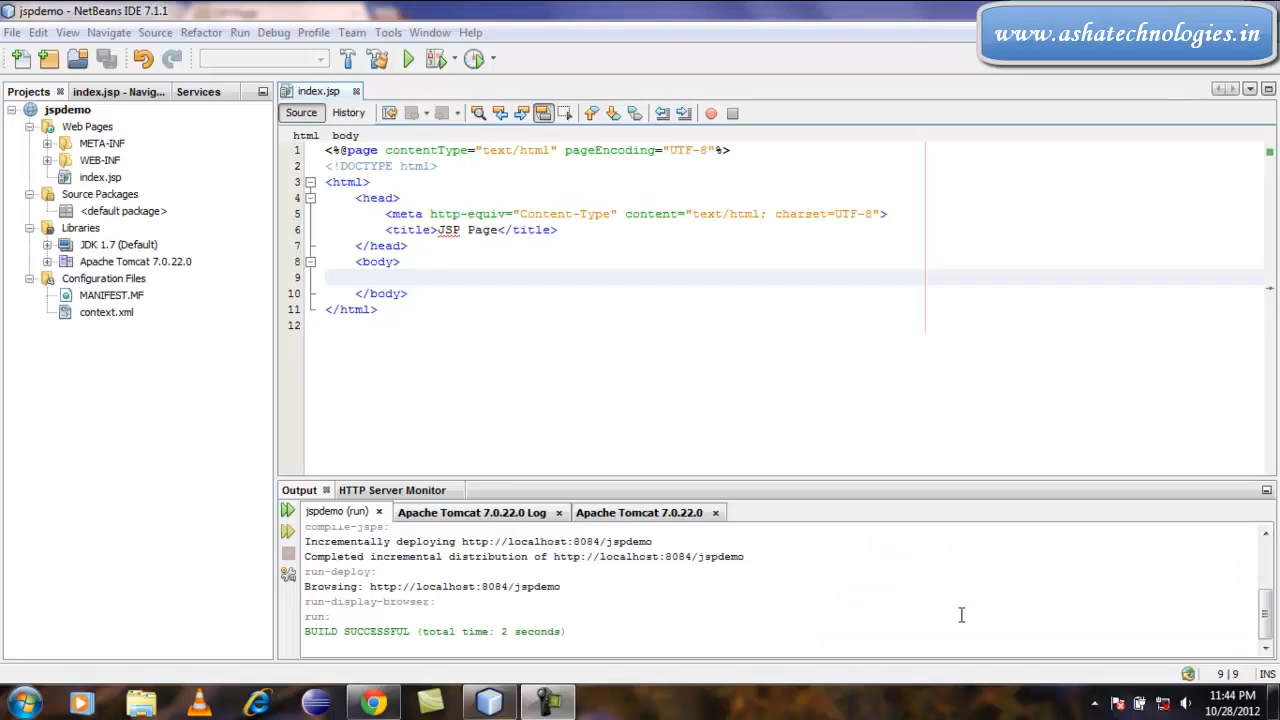 jspdemo - NetBeans IDE 7.1.1
www.ashatechnologies.in
File Edit View Navigate Source Refactor Run Debug Profile Team Tools Window Help
Projects index.jsp - Navig... Services
index.jsp
jspdemo
Source History
Web Pages
META-INF
WEB-INF
index.jsp
Source Packages
<default package>
Libraries
JDK 1.7 (Default)
Apache Tomcat 7.0.22.0
Configuration Files
MANIFEST.MF
context.xml
html body
1 <%@page contentType="text/html" pageEncoding="UTF-8"%>
2 <!DOCTYPE html>
3 <html>
4 <head>
5 <meta http-equiv="Content-Type" content="text/html; charset=UTF-8">
6 <title>JSP Page</title>
7 </head>
8 <body>
9
10 </body>
11 </html>
12
Output HTTP Server Monitor
jspdemo (run) Apache Tomcat 7.0.22.0 Log Apache Tomcat 7.0.22.0
compile-jsps:
Incrementally deploying http://localhost:8084/jspdemo
Completed incremental distribution of http://localhost:8084/jspdemo
run-deploy:
Browsing: http://localhost:8084/jspdemo
run-display-browser:
run:
BUILD SUCCESSFUL (total time: 2 seconds)
9 | 9 INS
11:44 PM
10/28/2012